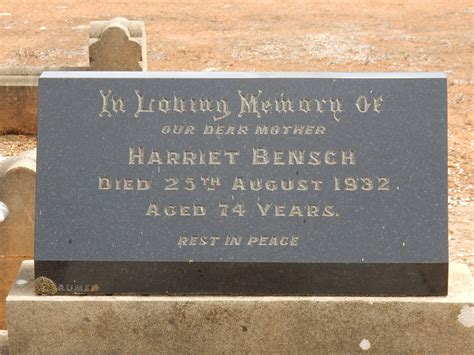 In Loving Memory Of
OUR DEAR MOTHER
HARRIET BENSCH
DIED 25TH AUGUST 1932.
AGED 74 YEARS.
REST IN PEACE